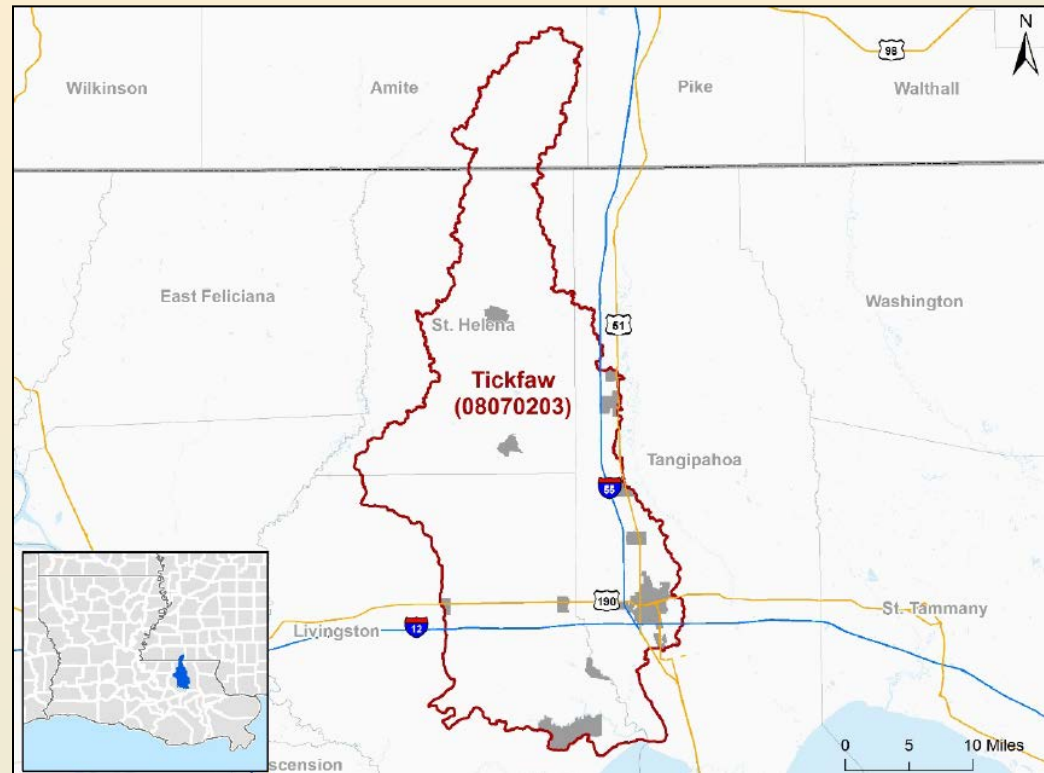 N
98
Wilkinson
Amite
Pike
Walthall
East Feliciana
Washington
St. Helena
51
Tickfaw
(08070203)
Tangipahoa
55
190
St. Tammany
Livingston
12
scension
0 5 10 Miles